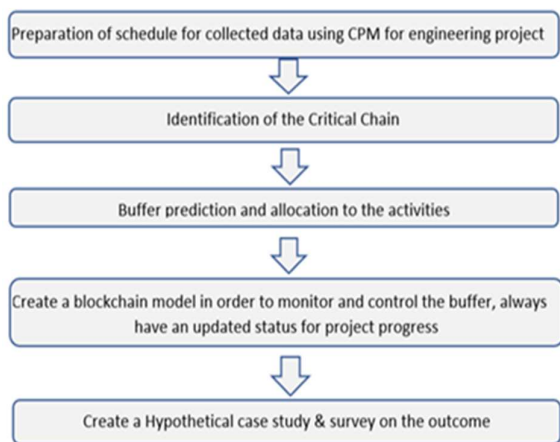 Preparation of schedule for collected data using CPM for engineering project
Identification of the Critical Chain
Buffer prediction and allocation to the activities
Create a blockchain model in order to monitor and control the buffer, always
have an updated status for project progress
Create a Hypothetical case study & survey on the outcome